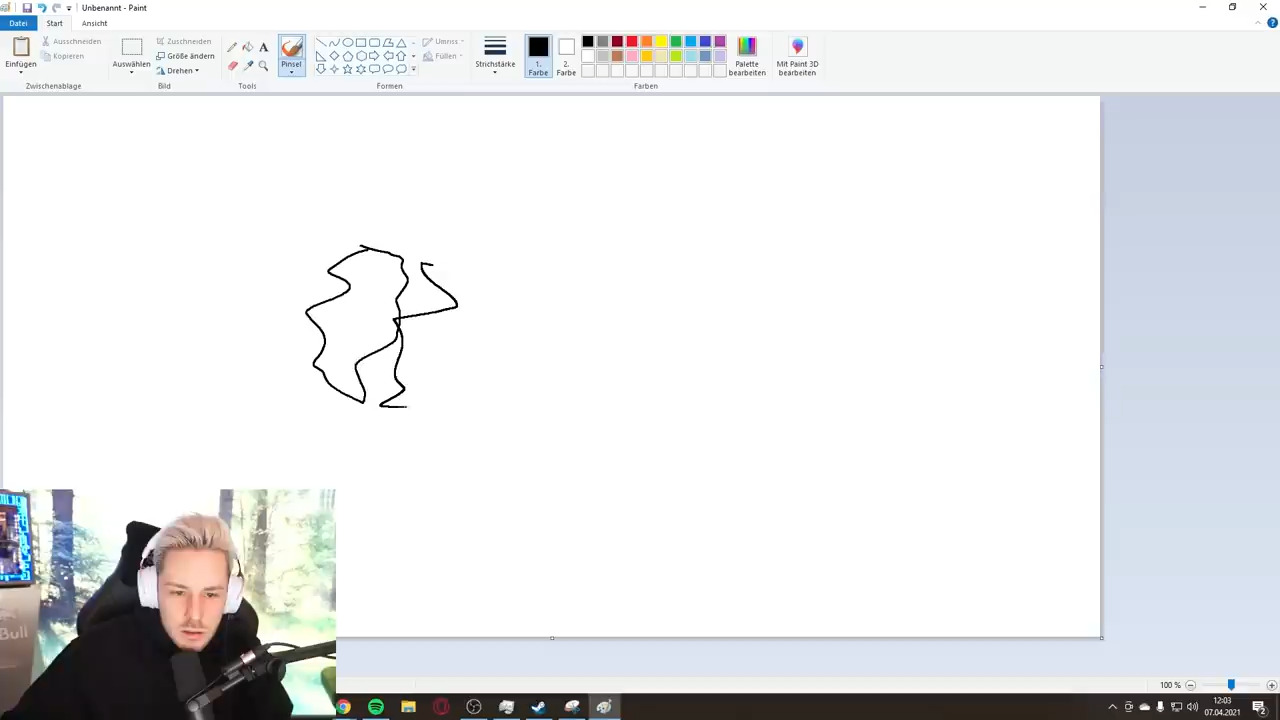 Unbenannt - Paint
Datei
Start
Ansicht
Einfügen
Ausschneiden
Kopieren
Zwischenablage
Auswählen
Zuschneiden
Größe ändern
Drehen
Bild
A
Tools
Pinsel
Umriss
Füllen
Formen
Strichstärke
1. Farbe
2. Farbe
Palette bearbeiten
Farben
Mit Paint 3D bearbeiten
Bull
100 %
12:03
07.04.2021
2